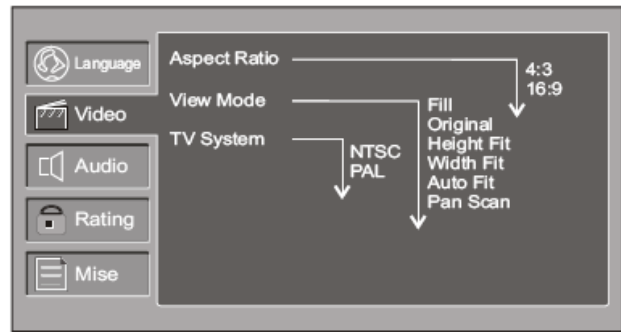 Language
Video
Audio
Rating
Mise
Aspect Ratio
4:3
16:9
View Mode
Fill
Original
Height Fit
Width Fit
Auto Fit
Pan Scan
TV System
NTSC
PAL